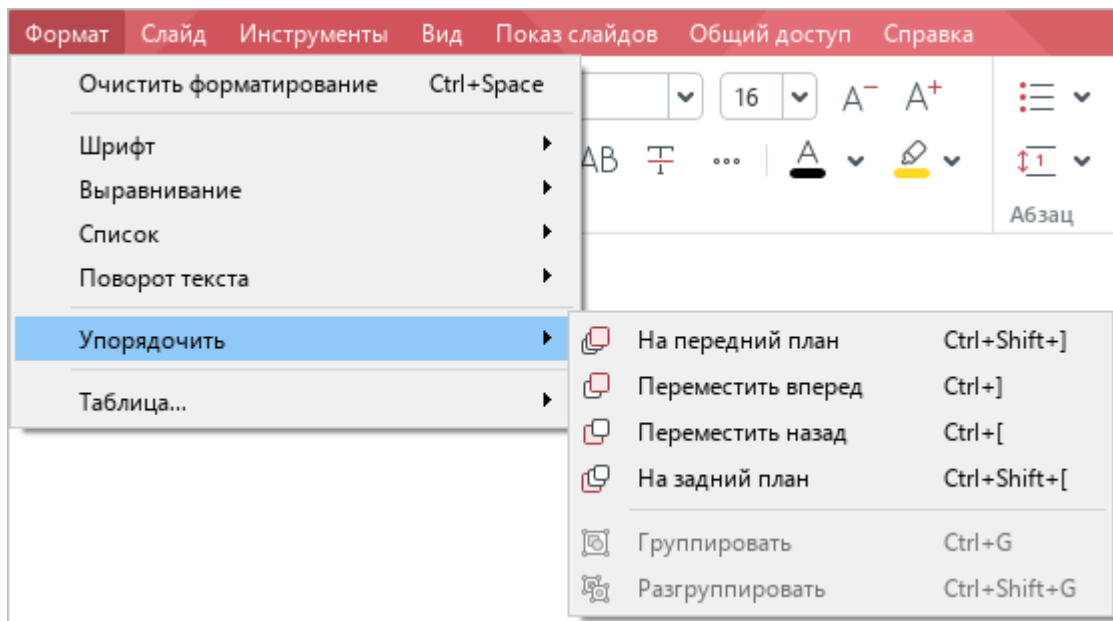 Формат Слайд Инструменты Вид Показ слайдов Общий доступ Справка
Очистить форматирование Ctrl+Space
16 A A
Шрифт
AB T A
Выравнивание
1
Список
Абзац
Поворот текста
Упорядочить
На передний план Ctrl+Shift+]
Переместить вперед Ctrl+]
Таблица...
Переместить назад Ctrl+[
На задний план Ctrl+Shift+[
Группировать Ctrl+G
Разгруппировать Ctrl+Shift+G